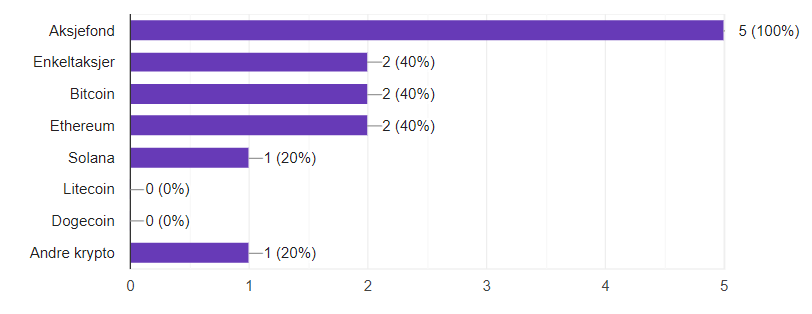 Aksjefond 5 (100%)
Enkeltaksjer 2 (40%)
Bitcoin 2 (40%)
Ethereum 2 (40%)
Solana 1 (20%)
Litecoin 0 (0%)
Dogecoin 0 (0%)
Andre krypto 1 (20%)
0 1 2 3 4 5